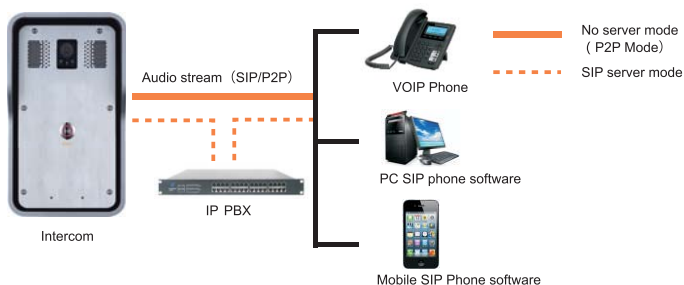 Audio stream（SIP/P2P）
Intercom
IP PBX
VOIP Phone
PC SIP phone software
Mobile SIP Phone software
No server mode
( P2P Mode）
SIP server mode